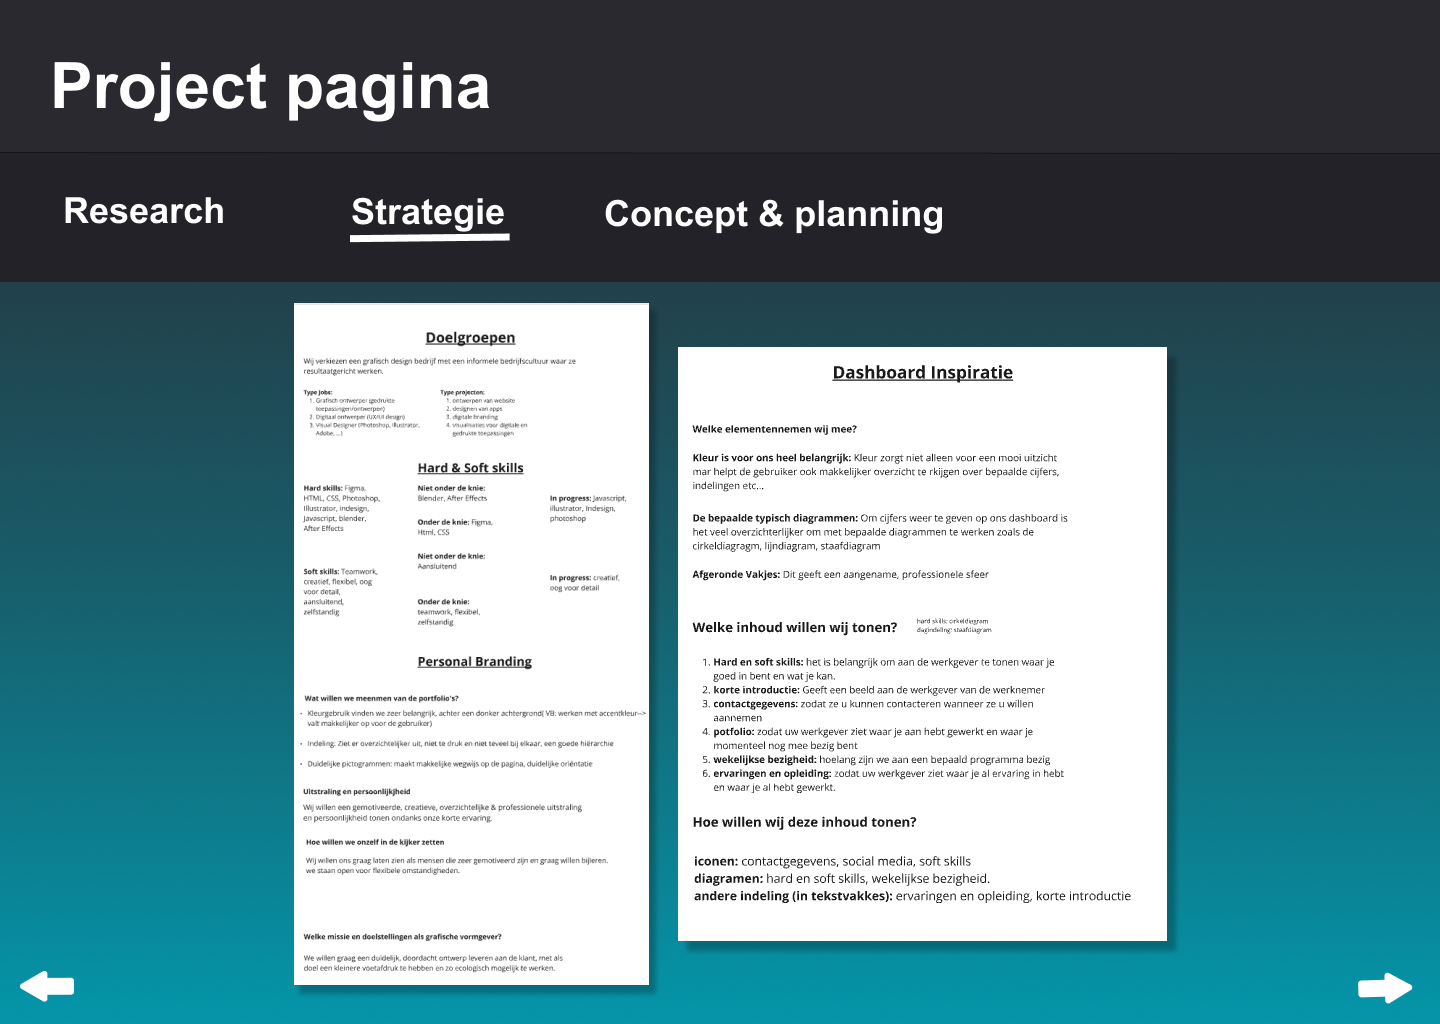 Project pagina
Research
Strategie
Concept & planning
Doelgroepen
Wij verkiezen een grafisch design bedrijf met een informele bedrijfscultuur waar ze
resultaatgericht werken.
Type Jobs:
1. Grafisch ontwerper (gedrukte
toepassingen/ontwerpen)
2. Digitaal ontwerper (UX/UI design)
3. Visual Designer (Photoshop, Illustrator,
Adobe, ...)
Type projecten:
1. ontwerpen van website
2. designen van apps
3. digitale branding
4. visualisaties voor digitale en
gedrukte toepassingen
Hard & Soft skills
Hard skills: Figma,
HTML, CSS, Photoshop,
Illustrator, indesign,
Javascript, blender,
After Effects
Niet onder de knie:
Blender, After Effects
Onder de knie: Figma,
Html, CSS
In progress: Javascript,
illustrator, Indesign,
photoshop
Soft skills: Teamwork,
creatief, flexibel, oog
voor detail,
aansluitend,
zelfstandig
Niet onder de knie:
Aansluitend
Onder de knie:
teamwork, flexibel,
zelfstandig
In progress: creatief,
oog voor detail
Personal Branding
Wat willen we meenmen van de portfolio's?
• Kleurgebruik vinden we zeer belangrijk, achter een donker achtergrond( VB: werken met accentkleur-->
valt makkelijker op voor de gebruiker)
• Indeling: Ziet er overzichtelijker uit, niet te druk en niet teveel bij elkaar, een goede hiërarchie
• Duidelijke pictogrammen: maakt makkelijke wegwijs op de pagina, duidelijke oriëntatie
Uitstraling en persoonlijkjheid
Wij willen een gemotiveerde, creatieve, overzichtelijke & professionele uitstraling
en persoonlijkheid tonen ondanks onze korte ervaring.
Hoe willen we onzelf in de kijker zetten
Wij willen ons graag laten zien als mensen die zeer gemotiveerd zijn en graag willen bijleren.
we staan open voor flexibele omstandigheden.
Welke missie en doelstellingen als grafische vormgever?
We willen graag een duidelijk, doordacht ontwerp leveren aan de klant, met als
doel een kleinere voetafdruk te hebben en zo ecologisch mogelijk te werken.
Dashboard Inspiratie
Welke elementennemen wij mee?
Kleur is voor ons heel belangrijk: Kleur zorgt niet alleen voor een mooi uitzicht
mar helpt de gebruiker ook makkelijker overzicht te rkijgen over bepaalde cijfers,
indelingen etc...
De bepaalde typisch diagrammen: Om cijfers weer te geven op ons dashboard is
het veel overzichterlijker om met bepaalde diagrammen te werken zoals de
cirkeldiagragm, lijndiagram, staafdiagram
Afgeronde Vakjes: Dit geeft een aangename, professionele sfeer
Welke inhoud willen wij tonen?
hard skills: cirkeldiagram
dagindeling: staafdiagram
1. Hard en soft skills: het is belangrijk om aan de werkgever te tonen waar je
goed in bent en wat je kan.
2. korte introductie: Geeft een beeld aan de werkgever van de werknemer
3. contactgegevens: zodat ze u kunnen contacteren wanneer ze u willen
aannemen
4. potfolio: zodat uw werkgever ziet waar je aan hebt gewerkt en waar je
momenteel nog mee bezig bent
5. wekelijkse bezigheid: hoelang zijn we aan een bepaald programma bezig
6. ervaringen en opleiding: zodat uw werkgever ziet waar je al ervaring in hebt
en waar je al hebt gewerkt.
Hoe willen wij deze inhoud tonen?
iconen: contactgegevens, social media, soft skills
diagramen: hard en soft skills, wekelijkse bezigheid.
andere indeling (in tekstvakkes): ervaringen en opleiding, korte introductie